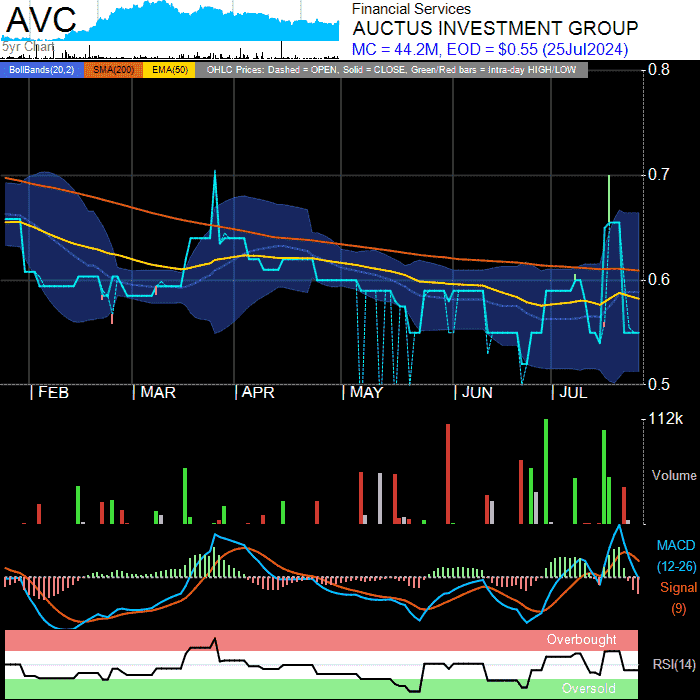 AVC
5yr Chart
Financial Services
AUCTUS INVESTMENT GROUP
MC = 44.2M, EOD = $0.55 (25Jul2024)
BollBands(20,2) SMA(200) EMA(50) OHLC Prices: Dashed = OPEN, Solid = CLOSE, Green/Red bars = Intra-day HIGH/LOW
0.8
0.7
0.6
0.5
FEB MAR APR MAY JUN JUL
112k
Volume
MACD
(12-26)
Signal
(9)
Overbought
RSI(14)
Oversold